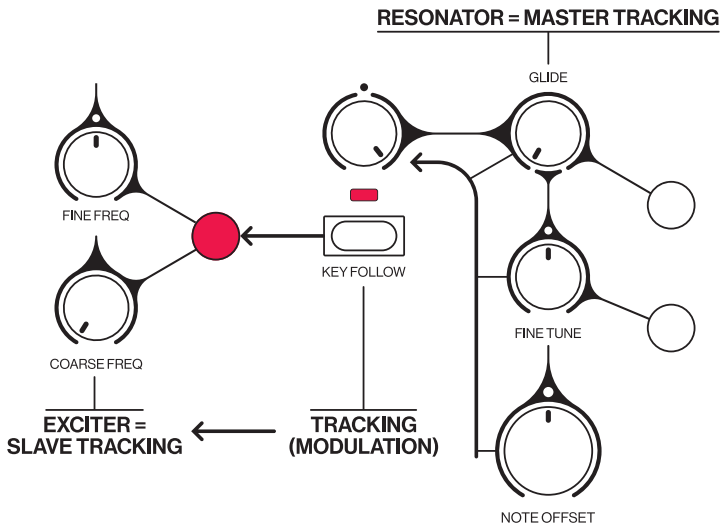 RESONATOR = MASTER TRACKING
GLIDE
FINE FREQ
KEY FOLLOW
FINE TUNE
COARSE FREQ
EXCITER =
SLAVE TRACKING
TRACKING
(MODULATION)
NOTE OFFSET